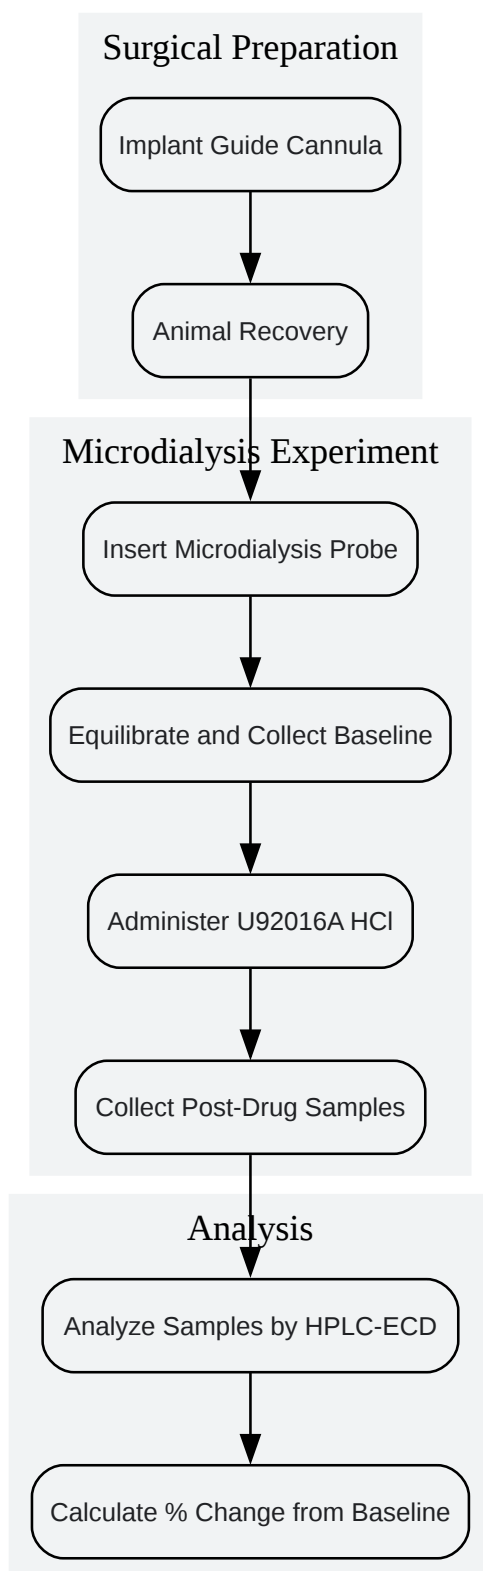 Surgical Preparation
Implant Guide Cannula
Animal Recovery
Microdialysis Experiment
Insert Microdialysis Probe
Equilibrate and Collect Baseline
Administer U92016A HCl
Collect Post-Drug Samples
Analysis
Analyze Samples by HPLC-ECD
Calculate % Change from Baseline